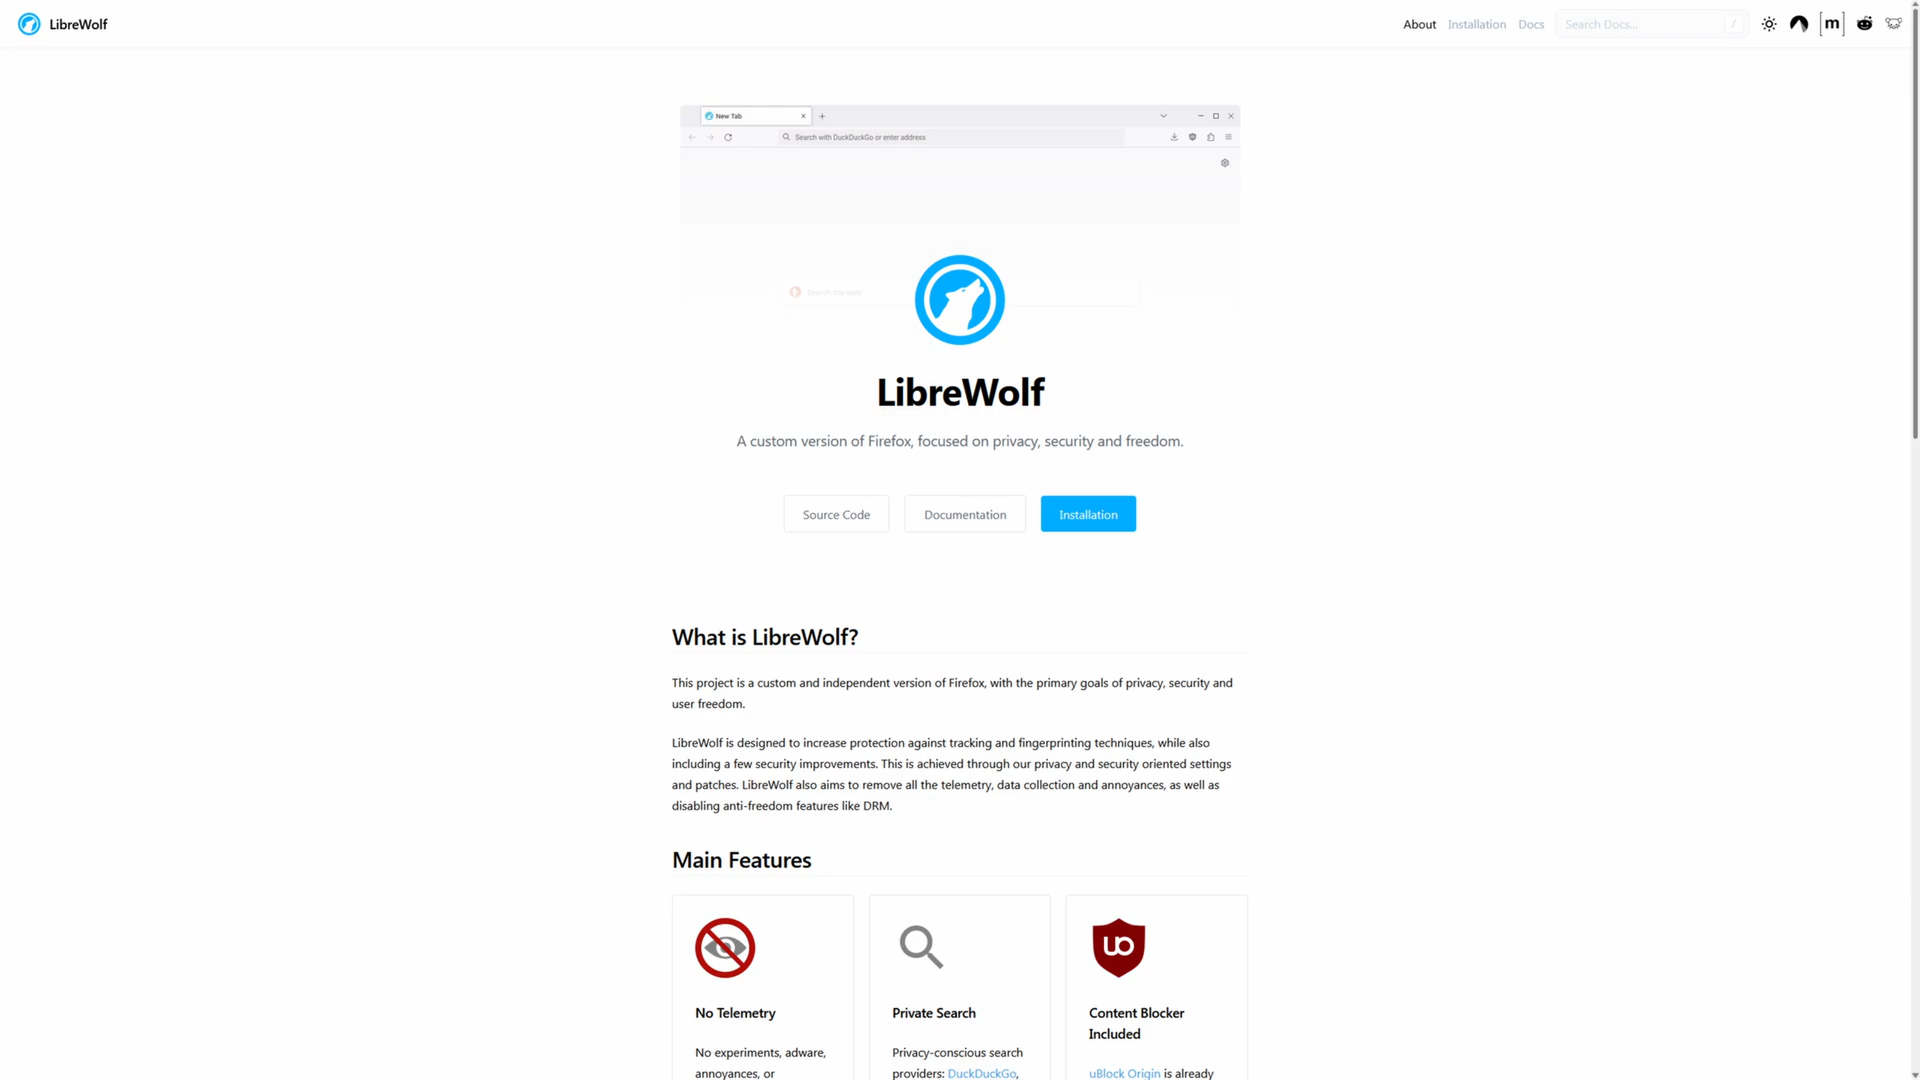 LibreWolf
About
Installation
Docs
Search Docs...
/
[m]
New Tab
Search with DuckDuckGo or enter address
Search the web
LibreWolf
A custom version of Firefox, focused on privacy, security and freedom.
Source Code
Documentation
Installation
What is LibreWolf?
This project is a custom and independent version of Firefox, with the primary goals of privacy, security and
user freedom.
LibreWolf is designed to increase protection against tracking and fingerprinting techniques, while also
including a few security improvements. This is achieved through our privacy and security oriented settings
and patches. LibreWolf also aims to remove all the telemetry, data collection and annoyances, as well as
disabling anti-freedom features like DRM.
Main Features
No Telemetry
No experiments, adware,
annoyances, or
Private Search
Privacy-conscious search
providers: DuckDuckGo,
uo
Content Blocker
Included
uBlock Origin is already